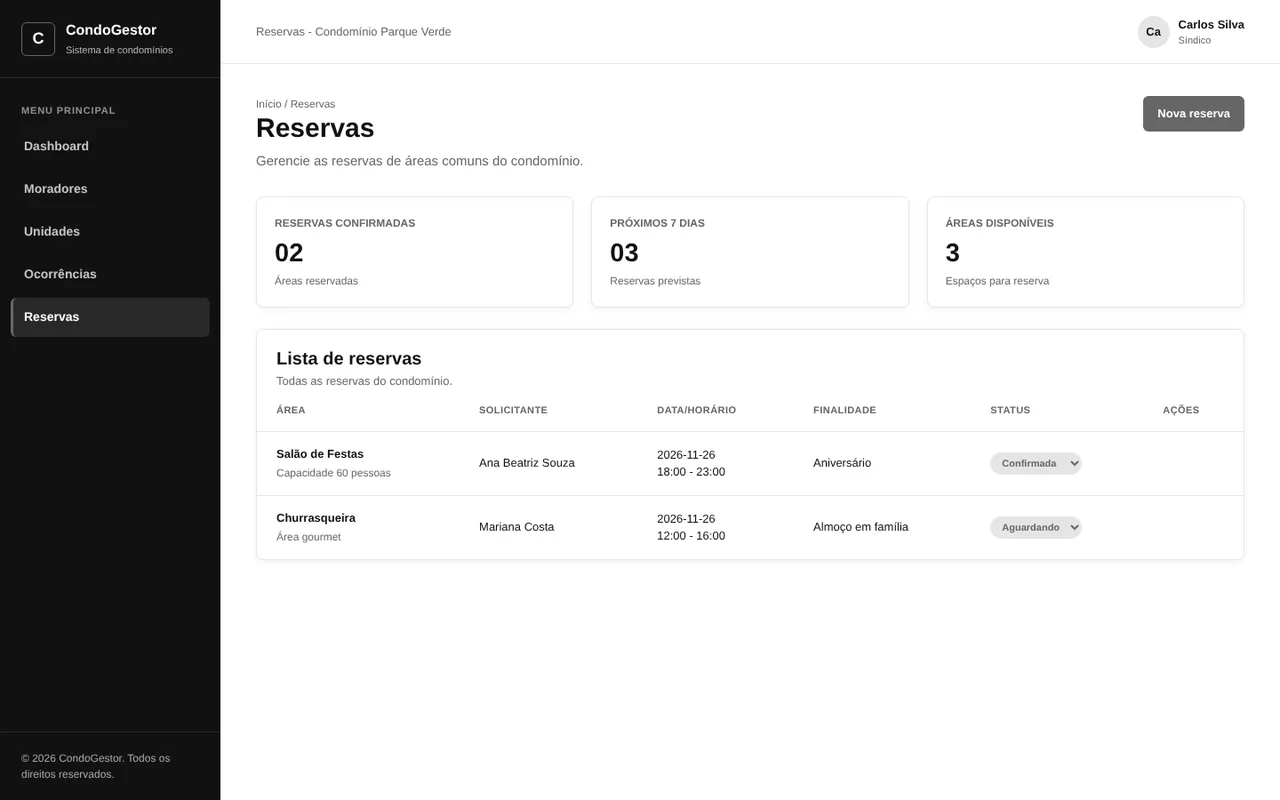 C
CondoGestor
Sistema de condomínios
MENU PRINCIPAL
Dashboard
Moradores
Unidades
Ocorrências
Reservas
© 2026 CondoGestor. Todos os
direitos reservados.
Reservas - Condomínio Parque Verde
Ca
Carlos Silva
Síndico
Início / Reservas
Reservas
Gerencie as reservas de áreas comuns do condomínio.
Nova reserva
RESERVAS CONFIRMADAS
02
Áreas reservadas
PRÓXIMOS 7 DIAS
03
Reservas previstas
ÁREAS DISPONÍVEIS
3
Espaços para reserva
Lista de reservas
Todas as reservas do condomínio.
ÁREA SOLICITANTE DATA/HORÁRIO FINALIDADE STATUS AÇÕES
Salão de Festas
Capacidade 60 pessoas
Ana Beatriz Souza
2026-11-26
18:00 - 23:00
Aniversário
Confirmada
Churrasqueira
Área gourmet
Mariana Costa
2026-11-26
12:00 - 16:00
Almoço em família
Aguardando